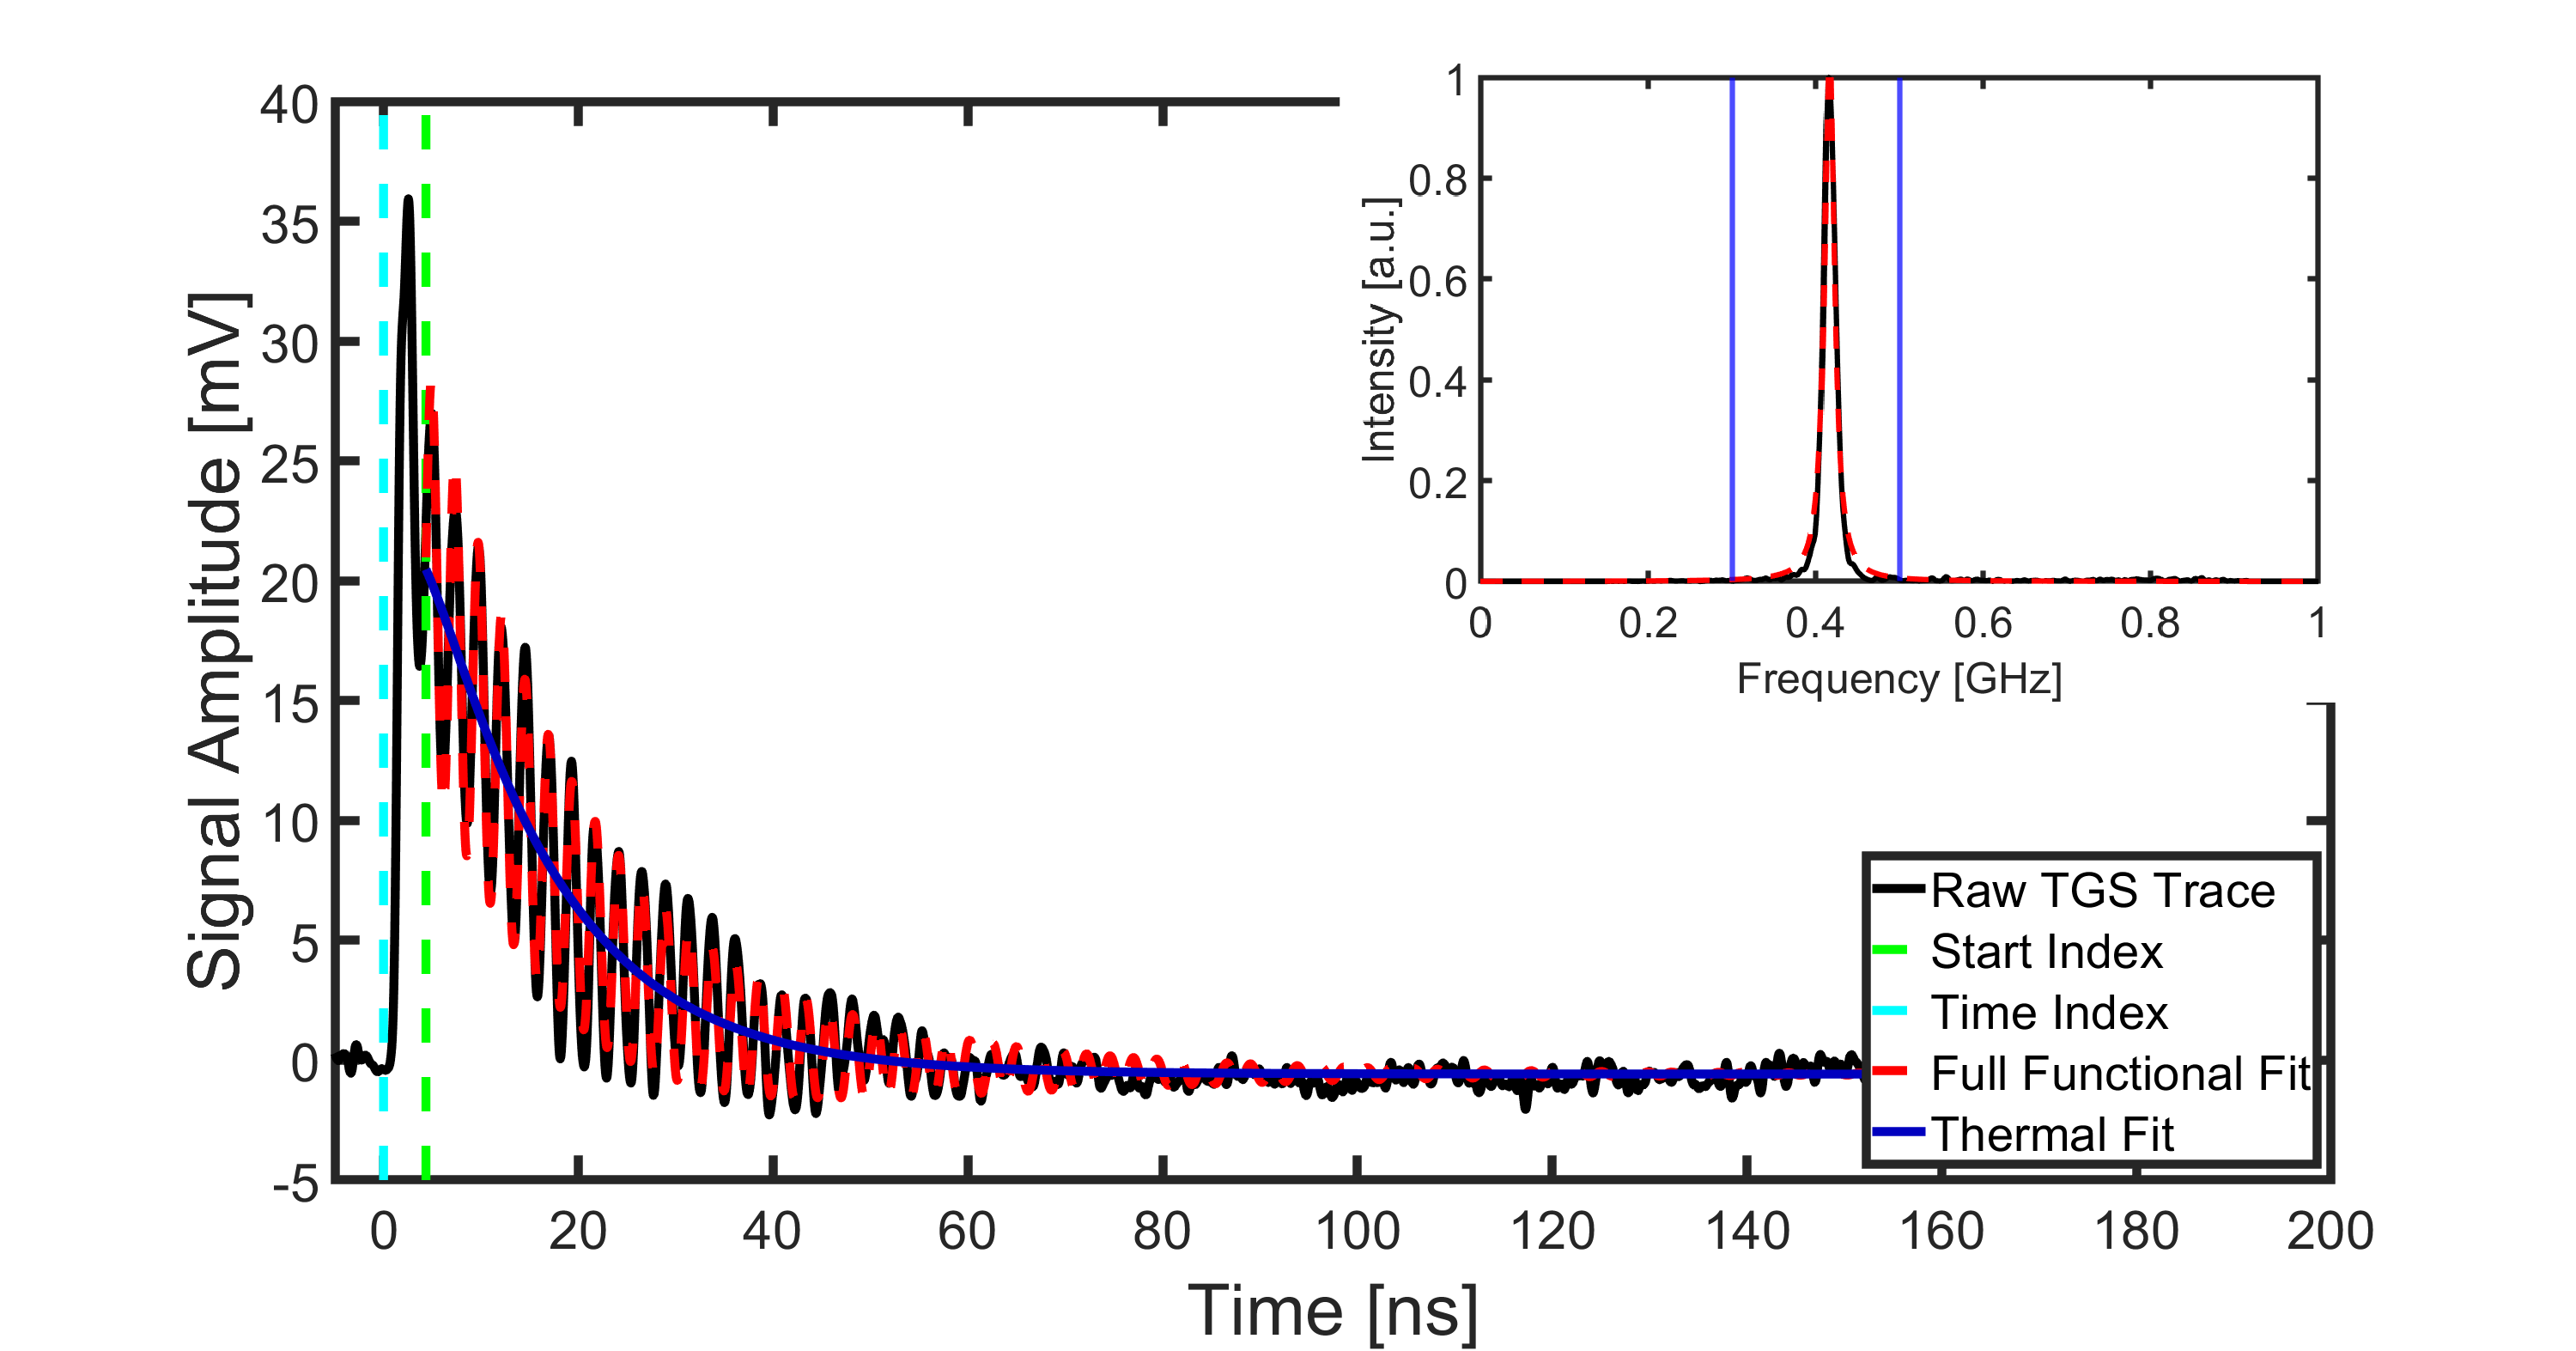 40
35
30
25
20
15
10
5
0
-5
Signal Amplitude [mV]
0 20 40 60 80 100 120 140 160 180 200
Time [ns]
1
0.8
0.6
0.4
0.2
0
Intensity [a.u.]
0 0.2 0.4 0.6 0.8 1
Frequency [GHz]
Raw TGS Trace
Start Index
Time Index
Full Functional Fit
Thermal Fit